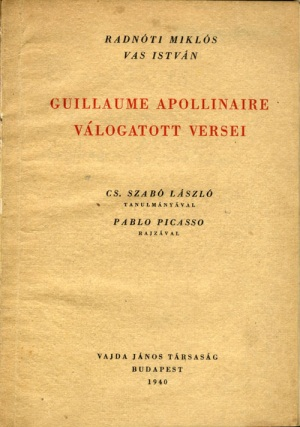 RADNÓTI MIKLÓS
VAS ISTVÁN
GUILLAUME APOLLINAIRE
VÁLOGATOTT VERSEI
CS. SZABÓ LÁSZLÓ
TANULMÁNYÁVAL
PABLO PICASSO
RAJZÁVAL
VAJDA JÁNOS TÁRSASÁG
BUDAPEST
1940